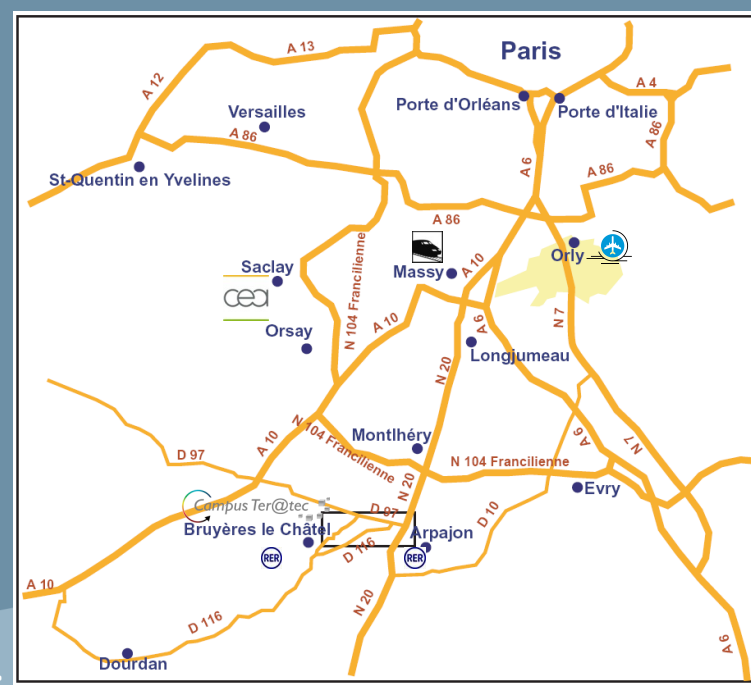 Paris
A 13
A 12
A 4
Porte d'Orléans
Porte d'Italie
Versailles
A 86
A 86
A 6
A 86
St-Quentin en Yvelines
A 86
N 104 Francilienne
Orly
Saclay
Massy
A 10
cea
A 10
A 6
N 7
Orsay
Longjumeau
N 20
A 10
N 104 Francilienne
Montlhéry
A 6
N 7
D 97
N 104 Francilienne
N 20
Evry
Campus Ter@tec
D 97
D 10
Bruyères le Châtel
Arpajon
D 116
RER
RER
A 10
N 20
D 116
A 6
Dourdan